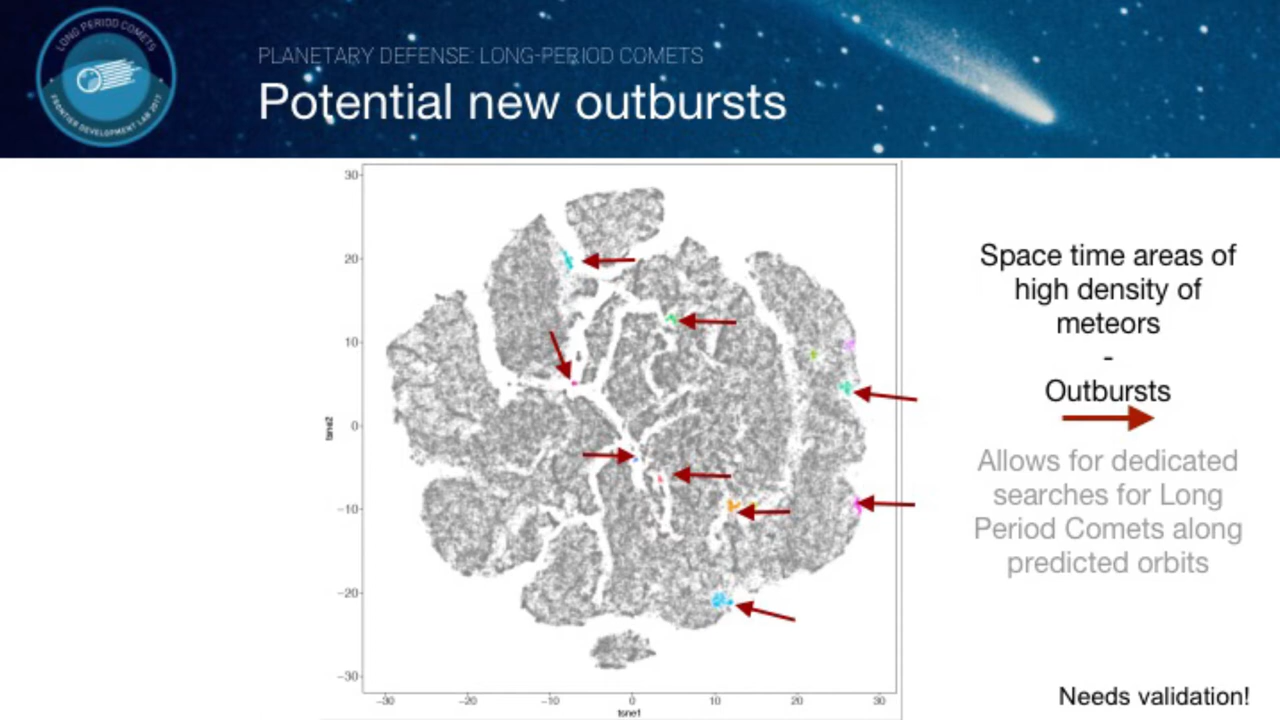 LONG PERIOD COMETS
FRONTIER DEVELOPMENT LAB 2017
PLANETARY DEFENSE: LONG-PERIOD COMETS
Potential new outbursts
30
20
10
0
−10
−20
−30
tsne2
−30
−20
−10
0
10
20
30
tsne1
Space time areas of
high density of
meteors
-
Outbursts
Allows for dedicated
searches for Long
Period Comets along
predicted orbits
Needs validation!